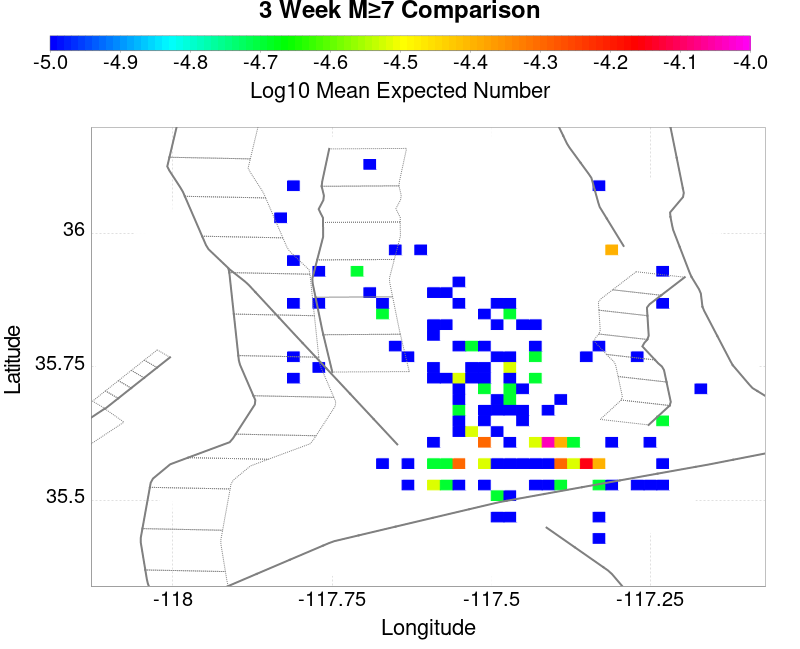 3 Week M≥7 Comparison
-5.0 -4.9 -4.8 -4.7 -4.6 -4.5 -4.4 -4.3 -4.2 -4.1 -4.0
Log10 Mean Expected Number
36
35.75
35.5
Latitude
-118 -117.75 -117.5 -117.25
Longitude